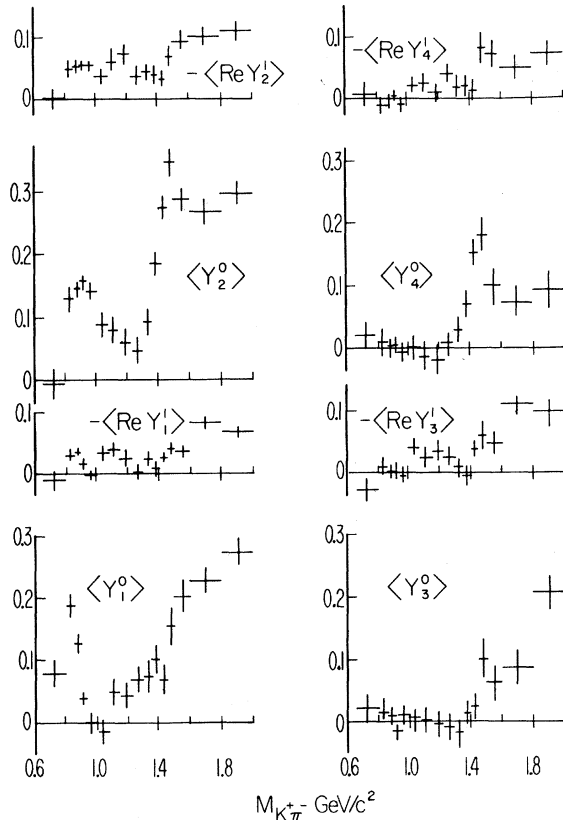 0.1
0
-⟨Re Y₂¹⟩
0.1
0
-⟨Re Y₄¹⟩
0.3
0.2
0.1
0
⟨Y₂⁰⟩
0.3
0.2
0.1
0
⟨Y₄⁰⟩
0.1
0
-⟨Re Y₁¹⟩
0.1
0
-⟨Re Y₃¹⟩
0.3
0.2
0.1
0
⟨Y₁⁰⟩
0.3
0.2
0.1
0
⟨Y₃⁰⟩
0.6 1.0 1.4 1.8
0.6 1.0 1.4 1.8
M K⁺π⁻ GeV/c²